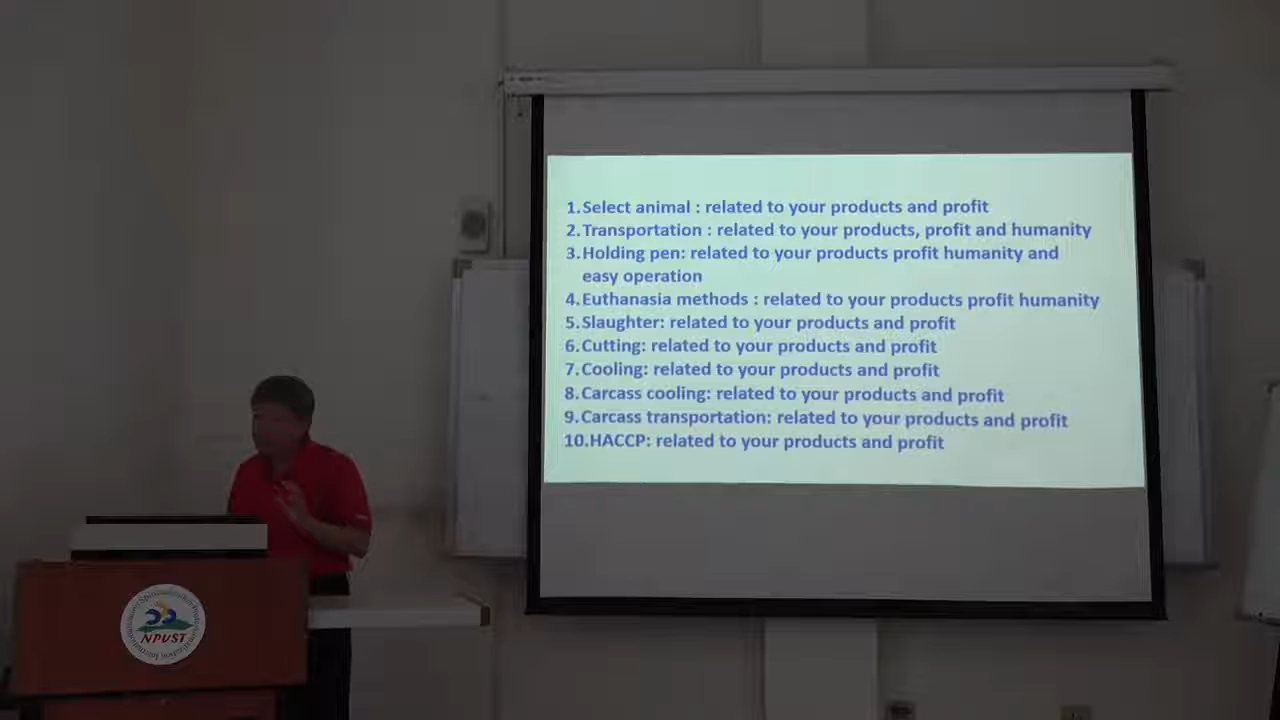 1.Select animal : related to your products and profit
2.Transportation : related to your products, profit and humanity
3.Holding pen: related to your products profit humanity and
easy operation
4.Euthanasia methods : related to your products profit humanity
5.Slaughter: related to your products and profit
6.Cutting: related to your products and profit
7.Cooling: related to your products and profit
8.Carcass cooling: related to your products and profit
9.Carcass transportation: related to your products and profit
10.HACCP: related to your products and profit
NPUST